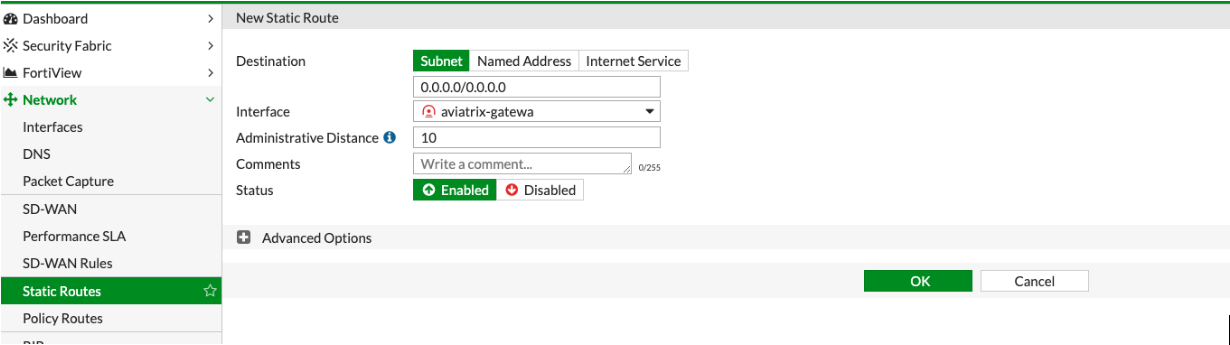 Dashboard
Security Fabric
FortiView
Network
Interfaces
DNS
Packet Capture
SD-WAN
Performance SLA
SD-WAN Rules
Static Routes
Policy Routes
New Static Route
Destination Subnet Named Address Internet Service
0.0.0.0/0.0.0.0
Interface aviatrix-gatewa
Administrative Distance 10
Comments Write a comment... 0/255
Status Enabled Disabled
Advanced Options
OK Cancel